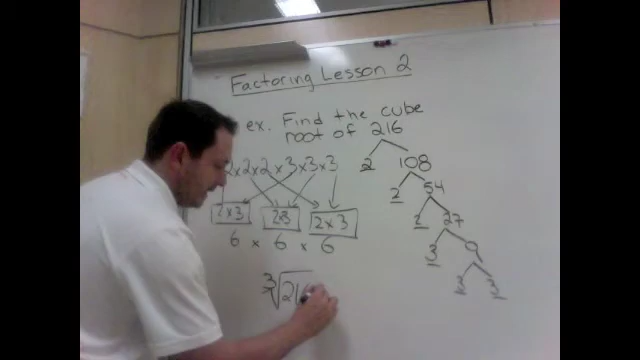 Factoring Lesson 2
ex. Find the cube
root of 216
2 108
2x2x2x3x3x3
2 54
2 27
2x3 2x3 2x3
6 x 6 x 6
3 9
3 3
3√216